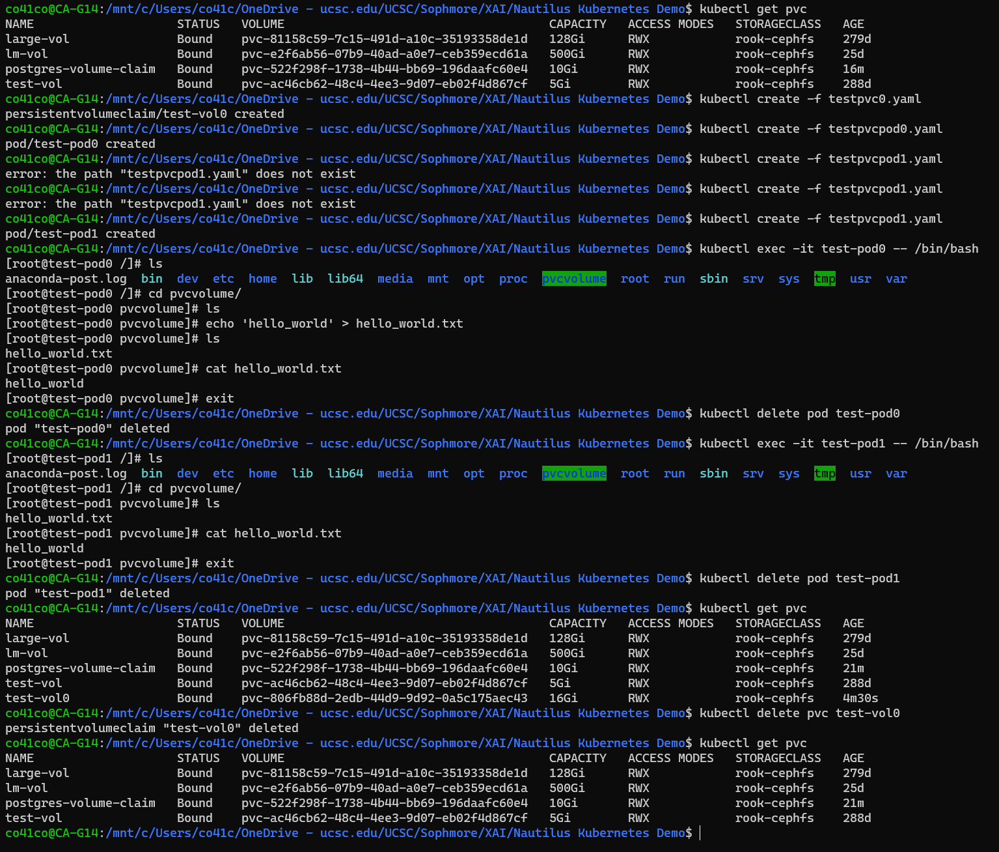 co41co@CA-G14:/mnt/c/Users/co41c/OneDrive - ucsc.edu/UCSC/Sophmore/XAI/Nautilus Kubernetes Demo$ kubectl get pvc
NAME                    STATUS   VOLUME                                     CAPACITY   ACCESS MODES   STORAGECLASS   AGE
large-vol               Bound    pvc-81158c59-7c15-491d-a10c-35193358de1d   128Gi      RWX            rook-cephfs    279d
lm-vol                  Bound    pvc-e2f6ab56-07b9-40ad-a0e7-ceb359ecd61a   500Gi      RWX            rook-cephfs    25d
postgres-volume-claim   Bound    pvc-522f298f-1738-4b44-bb69-196daafc60e4   10Gi       RWX            rook-cephfs    16m
test-vol                Bound    pvc-ac46cb62-48c4-4ee3-9d07-eb02f4d867cf   5Gi        RWX            rook-cephfs    288d
co41co@CA-G14:/mnt/c/Users/co41c/OneDrive - ucsc.edu/UCSC/Sophmore/XAI/Nautilus Kubernetes Demo$ kubectl create -f testpvc0.yaml
persistentvolumeclaim/test-vol0 created
co41co@CA-G14:/mnt/c/Users/co41c/OneDrive - ucsc.edu/UCSC/Sophmore/XAI/Nautilus Kubernetes Demo$ kubectl create -f testpvcpod0.yaml
pod/test-pod0 created
co41co@CA-G14:/mnt/c/Users/co41c/OneDrive - ucsc.edu/UCSC/Sophmore/XAI/Nautilus Kubernetes Demo$ kubectl create -f testpvcpod1.yaml
error: the path "testpvcpod1.yaml" does not exist
co41co@CA-G14:/mnt/c/Users/co41c/OneDrive - ucsc.edu/UCSC/Sophmore/XAI/Nautilus Kubernetes Demo$ kubectl create -f testpvcpod1.yaml
error: the path "testpvcpod1.yaml" does not exist
co41co@CA-G14:/mnt/c/Users/co41c/OneDrive - ucsc.edu/UCSC/Sophmore/XAI/Nautilus Kubernetes Demo$ kubectl create -f testpvcpod1.yaml
pod/test-pod1 created
co41co@CA-G14:/mnt/c/Users/co41c/OneDrive - ucsc.edu/UCSC/Sophmore/XAI/Nautilus Kubernetes Demo$ kubectl exec -it test-pod0 -- /bin/bash
[root@test-pod0 /]# ls
anaconda-post.log  bin  dev  etc  home  lib  lib64  media  mnt  opt  proc  pvcvolume  root  run  sbin  srv  sys  tmp  usr  var
[root@test-pod0 /]# cd pvcvolume/
[root@test-pod0 pvcvolume]# ls
[root@test-pod0 pvcvolume]# echo 'hello_world' > hello_world.txt
[root@test-pod0 pvcvolume]# ls
hello_world.txt
[root@test-pod0 pvcvolume]# cat hello_world.txt
hello_world
[root@test-pod0 pvcvolume]# exit
co41co@CA-G14:/mnt/c/Users/co41c/OneDrive - ucsc.edu/UCSC/Sophmore/XAI/Nautilus Kubernetes Demo$ kubectl delete pod test-pod0
pod "test-pod0" deleted
co41co@CA-G14:/mnt/c/Users/co41c/OneDrive - ucsc.edu/UCSC/Sophmore/XAI/Nautilus Kubernetes Demo$ kubectl exec -it test-pod1 -- /bin/bash
[root@test-pod1 /]# ls
anaconda-post.log  bin  dev  etc  home  lib  lib64  media  mnt  opt  proc  pvcvolume  root  run  sbin  srv  sys  tmp  usr  var
[root@test-pod1 /]# cd pvcvolume/
[root@test-pod1 pvcvolume]# ls
hello_world.txt
[root@test-pod1 pvcvolume]# cat hello_world.txt
hello_world
[root@test-pod1 pvcvolume]# exit
co41co@CA-G14:/mnt/c/Users/co41c/OneDrive - ucsc.edu/UCSC/Sophmore/XAI/Nautilus Kubernetes Demo$ kubectl delete pod test-pod1
pod "test-pod1" deleted
co41co@CA-G14:/mnt/c/Users/co41c/OneDrive - ucsc.edu/UCSC/Sophmore/XAI/Nautilus Kubernetes Demo$ kubectl get pvc
NAME                    STATUS   VOLUME                                     CAPACITY   ACCESS MODES   STORAGECLASS   AGE
large-vol               Bound    pvc-81158c59-7c15-491d-a10c-35193358de1d   128Gi      RWX            rook-cephfs    279d
lm-vol                  Bound    pvc-e2f6ab56-07b9-40ad-a0e7-ceb359ecd61a   500Gi      RWX            rook-cephfs    25d
postgres-volume-claim   Bound    pvc-522f298f-1738-4b44-bb69-196daafc60e4   10Gi       RWX            rook-cephfs    21m
test-vol                Bound    pvc-ac46cb62-48c4-4ee3-9d07-eb02f4d867cf   5Gi        RWX            rook-cephfs    288d
test-vol0               Bound    pvc-806fb88d-2edb-44d9-9d92-0a5c175aec43   16Gi       RWX            rook-cephfs    4m30s
co41co@CA-G14:/mnt/c/Users/co41c/OneDrive - ucsc.edu/UCSC/Sophmore/XAI/Nautilus Kubernetes Demo$ kubectl delete pvc test-vol0
persistentvolumeclaim "test-vol0" deleted
co41co@CA-G14:/mnt/c/Users/co41c/OneDrive - ucsc.edu/UCSC/Sophmore/XAI/Nautilus Kubernetes Demo$ kubectl get pvc
NAME                    STATUS   VOLUME                                     CAPACITY   ACCESS MODES   STORAGECLASS   AGE
large-vol               Bound    pvc-81158c59-7c15-491d-a10c-35193358de1d   128Gi      RWX            rook-cephfs    279d
lm-vol                  Bound    pvc-e2f6ab56-07b9-40ad-a0e7-ceb359ecd61a   500Gi      RWX            rook-cephfs    25d
postgres-volume-claim   Bound    pvc-522f298f-1738-4b44-bb69-196daafc60e4   10Gi       RWX            rook-cephfs    21m
test-vol                Bound    pvc-ac46cb62-48c4-4ee3-9d07-eb02f4d867cf   5Gi        RWX            rook-cephfs    288d
co41co@CA-G14:/mnt/c/Users/co41c/OneDrive - ucsc.edu/UCSC/Sophmore/XAI/Nautilus Kubernetes Demo$